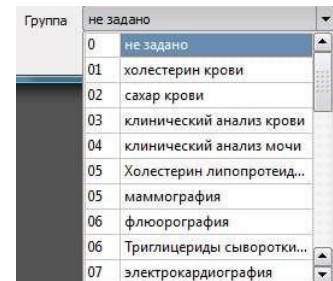 Группа не задано
0 не задано
01 холестерин крови
02 сахар крови
03 клинический анализ крови
04 клинический анализ мочи
05 Холестерин липопротеид...
05 маммография
06 флюорография
06 Триглицериды сыворотки...
07 электрокардиография